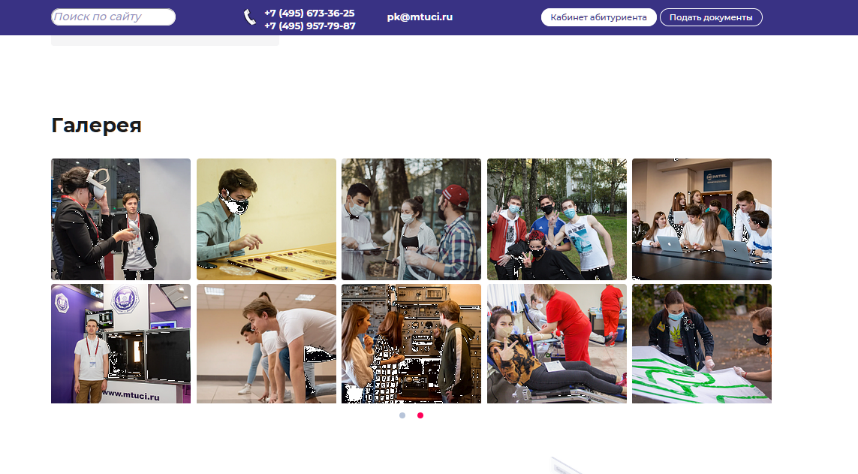 Поиск по сайту
+7 (495) 673-36-25
+7 (495) 957-79-87
pk@mtuci.ru
Кабинет абитуриента
Подать документы
Галерея
www.mtuci.ru